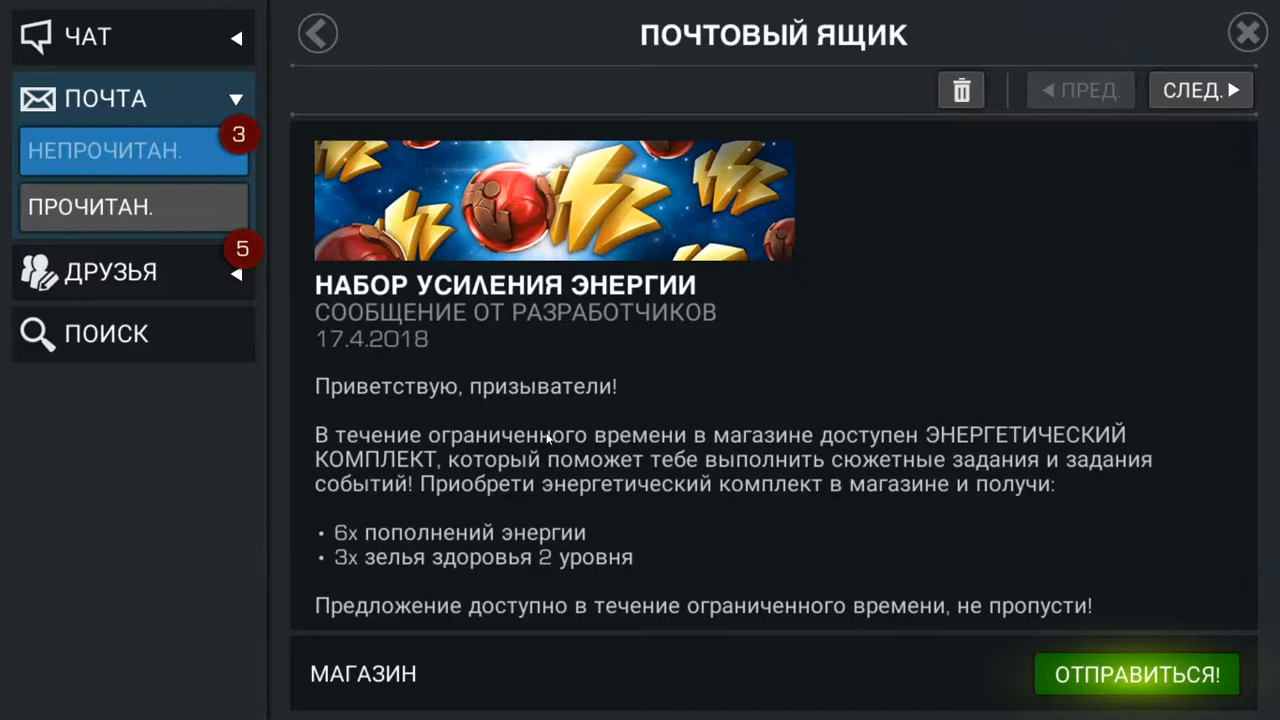 ЧАТ
ПОЧТА
3
НЕПРОЧИТАН.
ПРОЧИТАН.
5
ДРУЗЬЯ
ПОИСК
ПОЧТОВЫЙ ЯЩИК
ПРЕД.
СЛЕД.
НАБОР УСИЛЕНИЯ ЭНЕРГИИ
СООБЩЕНИЕ ОТ РАЗРАБОТЧИКОВ
17.4.2018
Приветствую, призыватели!
В течение ограниченного времени в магазине доступен ЭНЕРГЕТИЧЕСКИЙ
КОМПЛЕКТ, который поможет тебе выполнить сюжетные задания и задания
событий! Приобрети энергетический комплект в магазине и получи:
• 6x пополнений энергии
• 3x зелья здоровья 2 уровня
Предложение доступно в течение ограниченного времени, не пропусти!
МАГАЗИН
ОТПРАВИТЬСЯ!